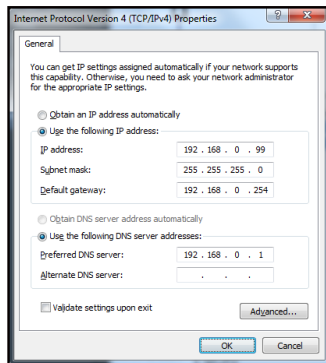 Internet Protocol Version 4 (TCP/IPv4) Properties
General
You can get IP settings assigned automatically if your network supports
this capability. Otherwise, you need to ask your network administrator
for the appropriate IP settings.
Obtain an IP address automatically
Use the following IP address:
IP address: 192 . 168 . 0 . 99
Subnet mask: 255 . 255 . 255 . 0
Default gateway: 192 . 168 . 0 . 254
Obtain DNS server address automatically
Use the following DNS server addresses:
Preferred DNS server: 192 . 168 . 0 . 1
Alternate DNS server: . . .
Validate settings upon exit
Advanced...
OK Cancel